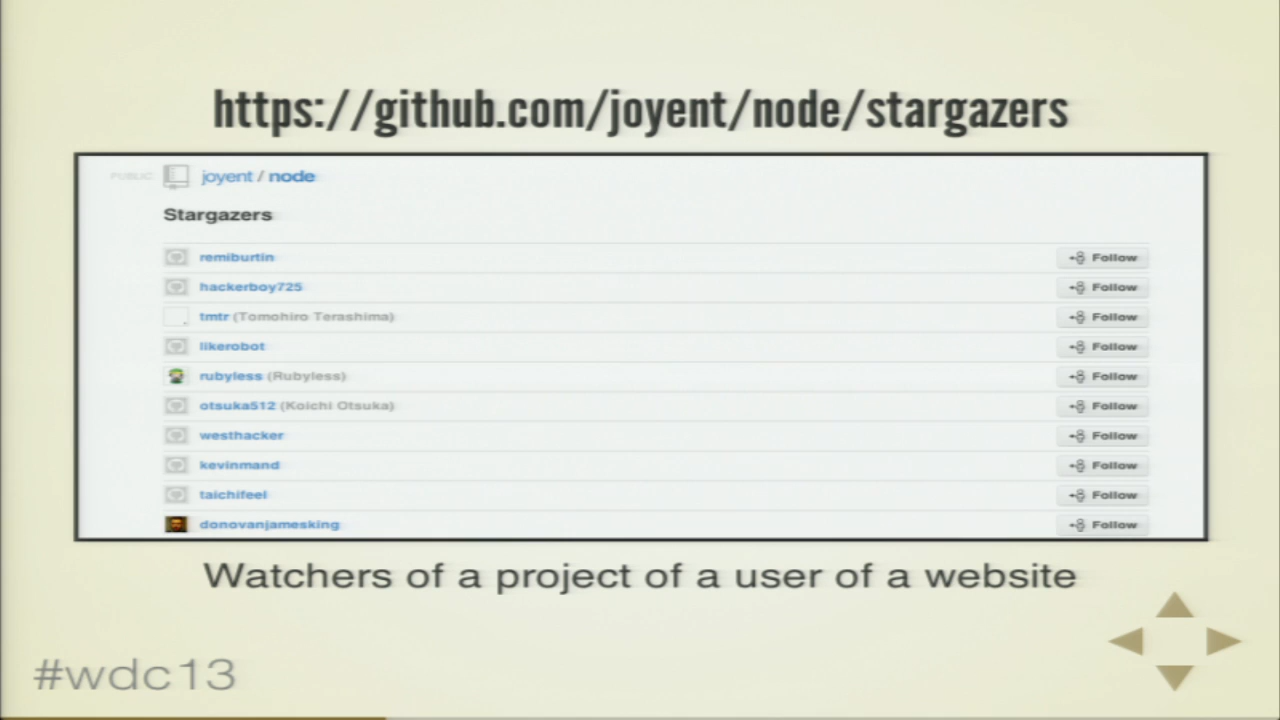 https://github.com/joyent/node/stargazers
PUBLIC joyent / node
Stargazers
remiburtin Follow
hackerboy725 Follow
tmtr (Tomohiro Terashima) Follow
likerobot Follow
rubyless (Rubyless) Follow
otsuka512 (Koichi Otsuka) Follow
westhacker Follow
kevinmand Follow
taichifeel Follow
donovanjamesking Follow
Watchers of a project of a user of a website
#wdc13